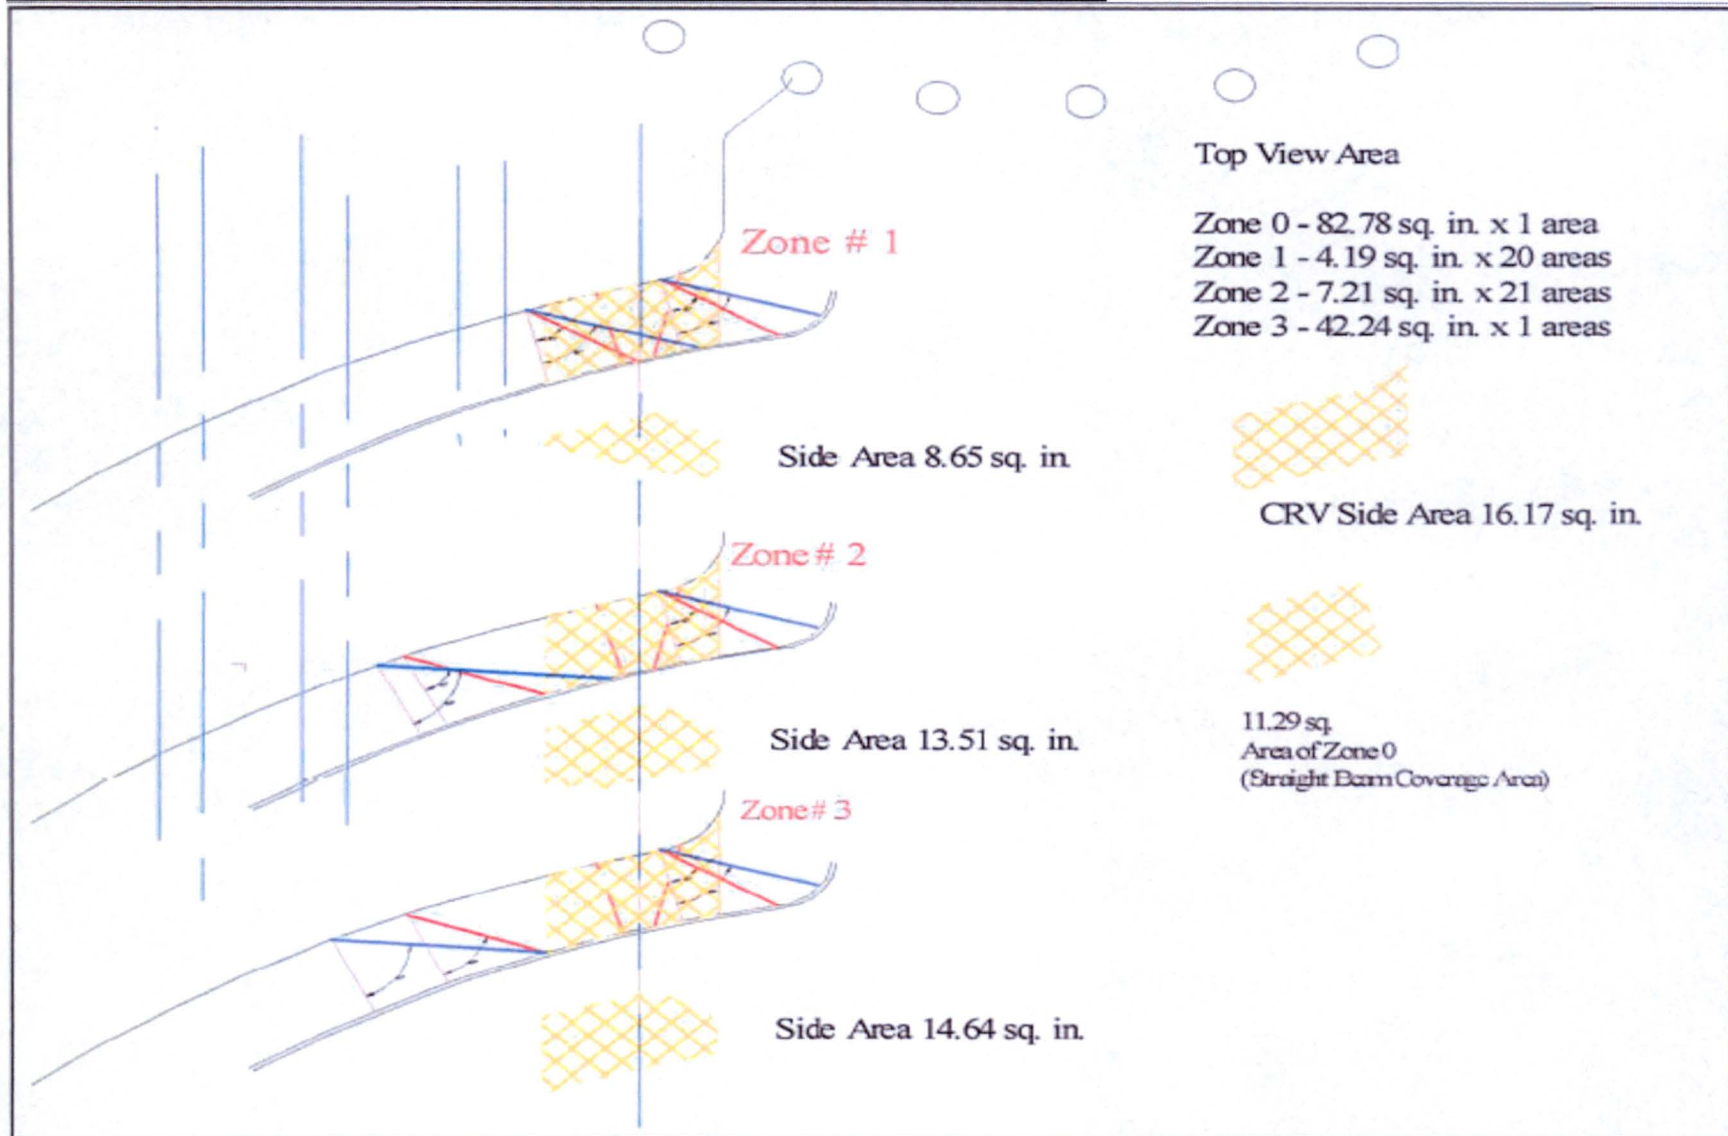 Top View Area
Zone # 1
Zone 0 - 82.78 sq. in. x 1 area
Zone 1 - 4.19 sq. in. x 20 areas
Zone 2 - 7.21 sq. in. x 21 areas
Zone 3 - 42.24 sq. in. x 1 areas
Side Area 8.65 sq. in.
CRV Side Area 16.17 sq. in.
Zone # 2
Side Area 13.51 sq. in.
11.29 sq.
Area of Zone 0
(Straight Beam Coverage Area)
Zone # 3
Side Area 14.64 sq. in.